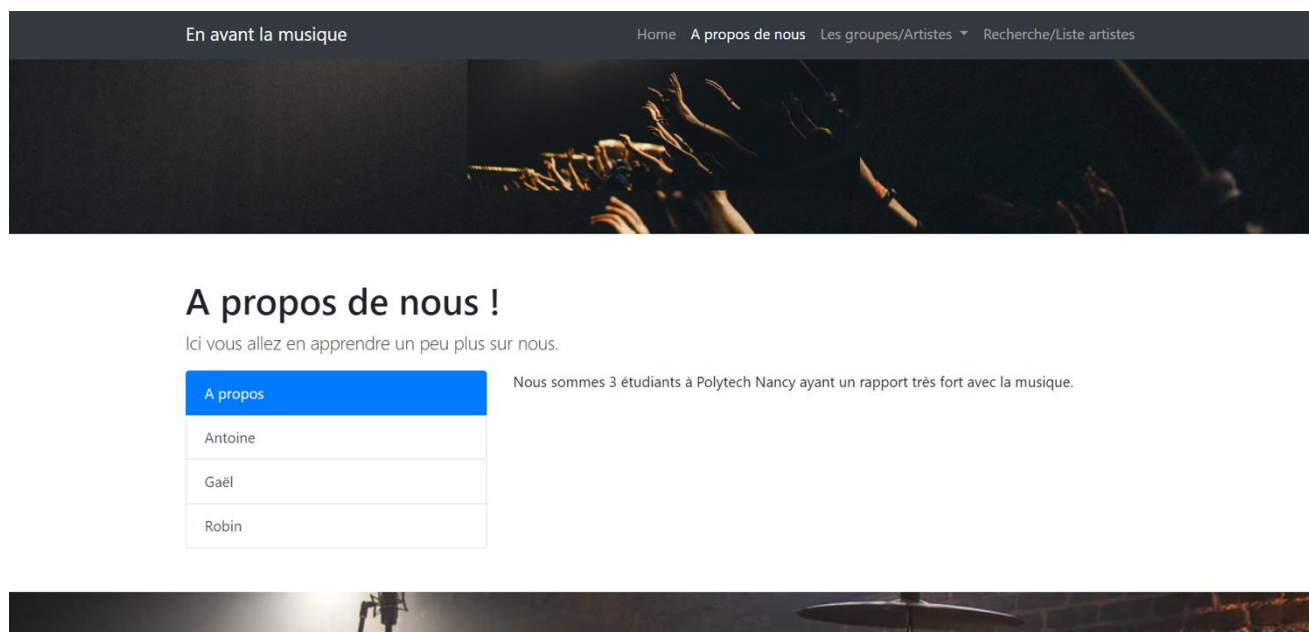 En avant la musique
Home A propos de nous Les groupes/Artistes Recherche/Liste artistes
A propos de nous !
Ici vous allez en apprendre un peu plus sur nous.
A propos
Nous sommes 3 étudiants à Polytech Nancy ayant un rapport très fort avec la musique.
Antoine
Gaël
Robin